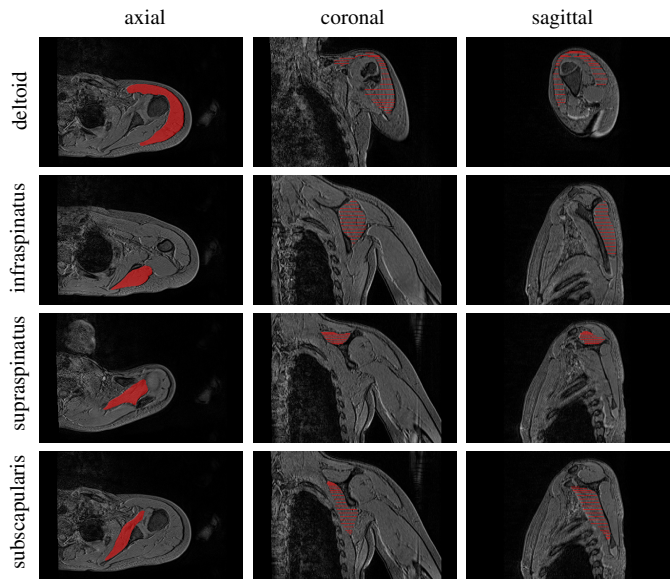 axial coronal sagittal
deltoid
infraspinatus
supraspinatus
subscapularis